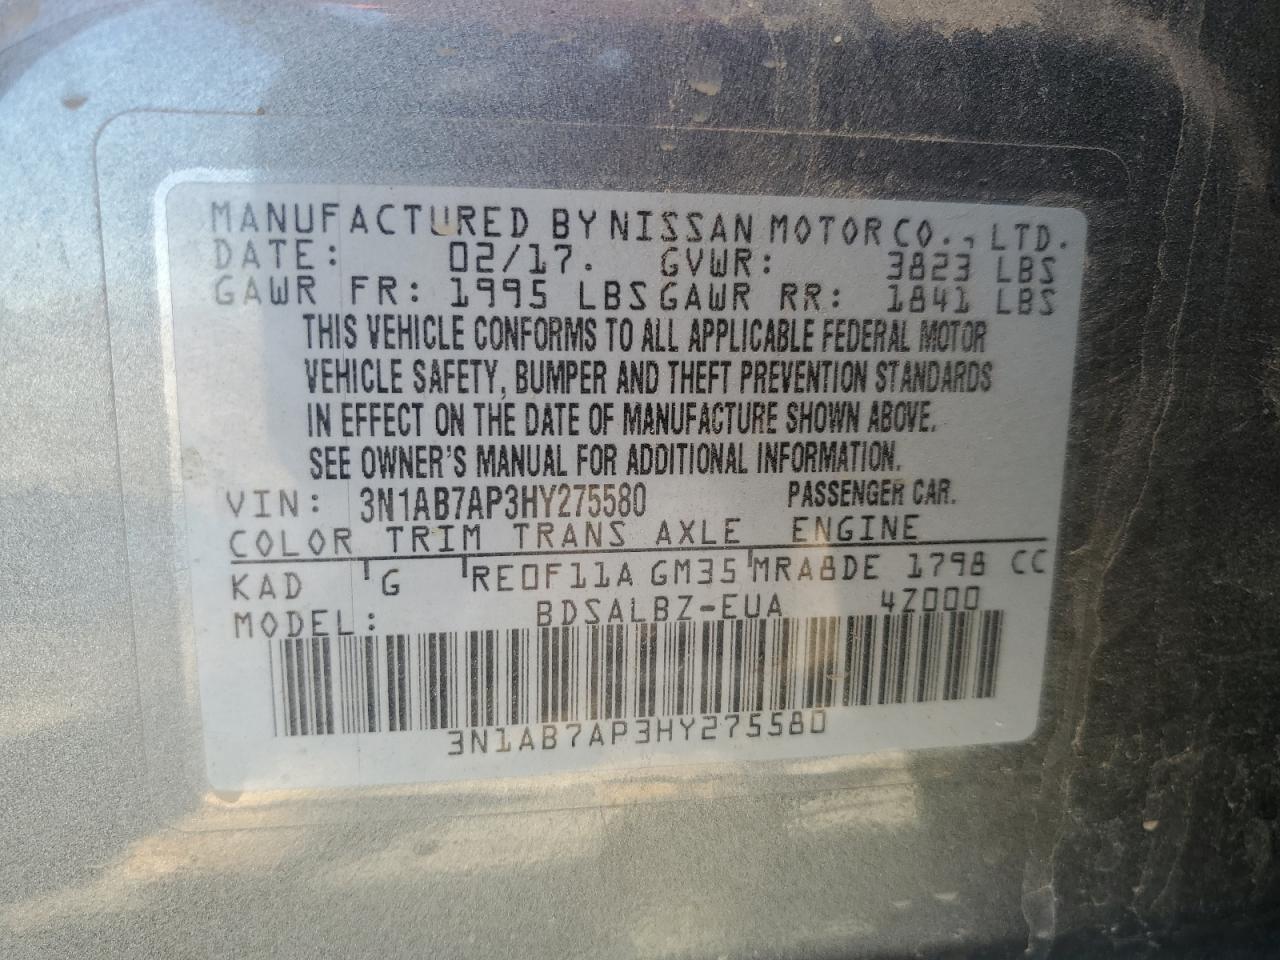 MANUFACTURED BY NISSAN MOTOR CO., LTD.
DATE: 02/17. GVWR: 3823 LBS
GAWR FR: 1995 LBS GAWR RR: 1841 LBS
THIS VEHICLE CONFORMS TO ALL APPLICABLE FEDERAL MOTOR
VEHICLE SAFETY, BUMPER AND THEFT PREVENTION STANDARDS
IN EFFECT ON THE DATE OF MANUFACTURE SHOWN ABOVE.
SEE OWNER'S MANUAL FOR ADDITIONAL INFORMATION.
VIN: 3N1AB7AP3HY275580 PASSENGER CAR.
COLOR TRIM TRANS AXLE ENGINE
KAD G RE0F11A GM35 MRA8DE 1798 CC
MODEL: BDSALBZ-EUA 4Z000
3N1AB7AP3HY275580